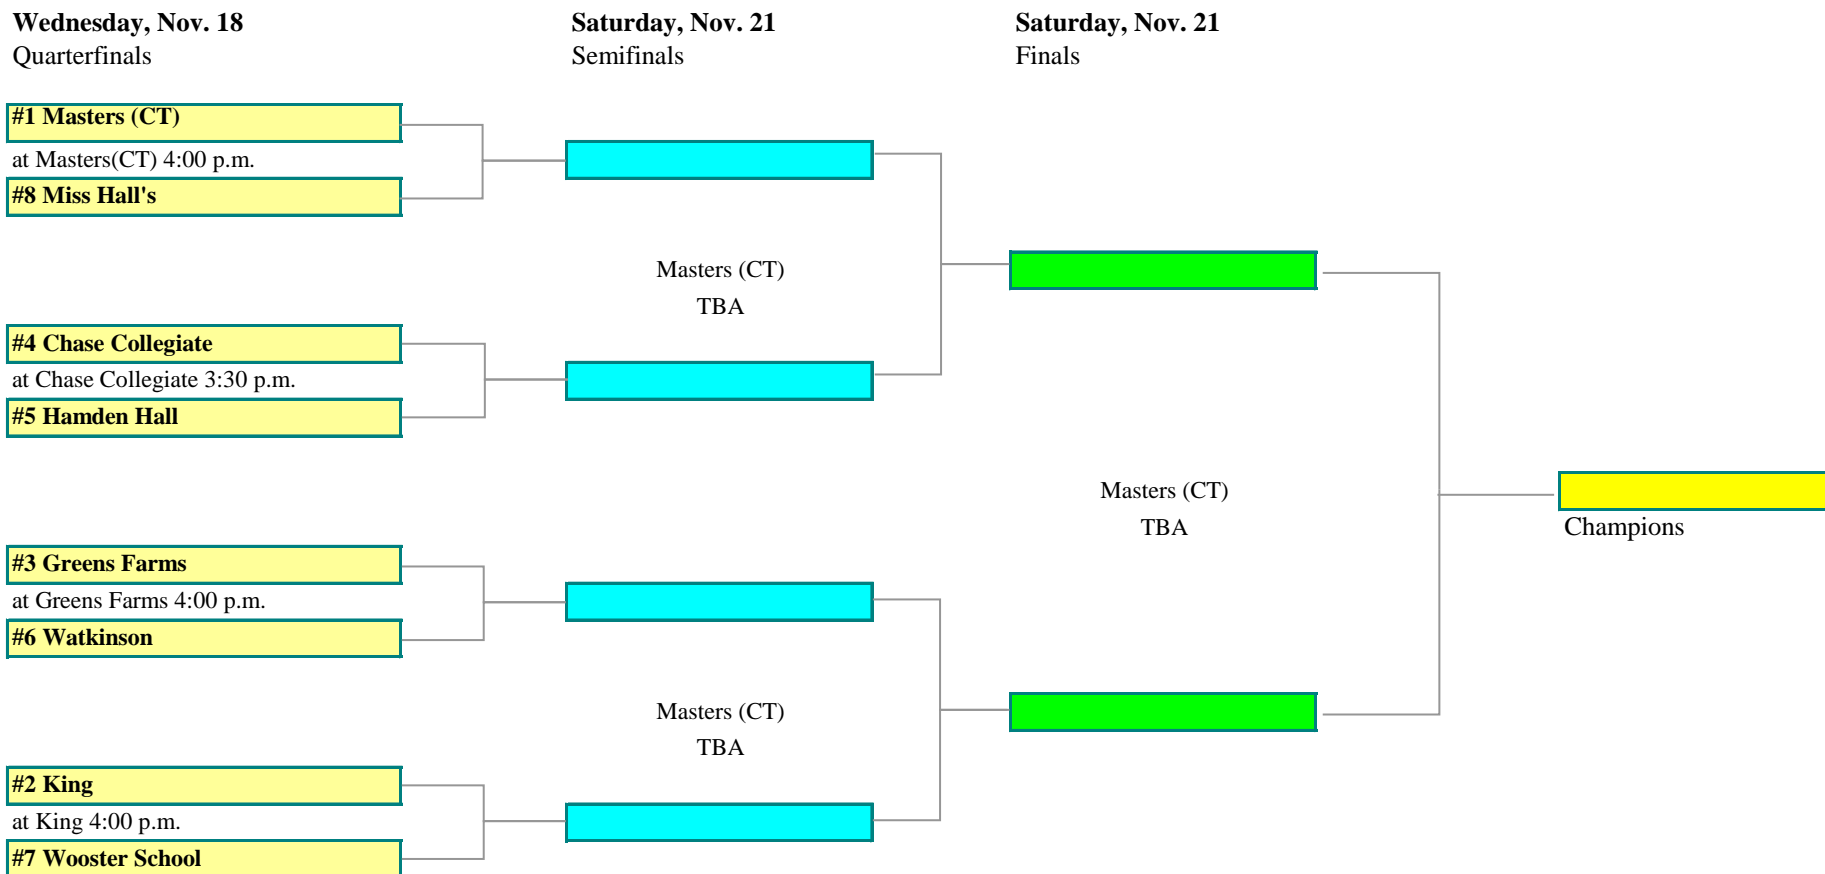 Wednesday, Nov. 18
Quarterfinals
Saturday, Nov. 21
Semifinals
Saturday, Nov. 21
Finals
#1 Masters (CT)
at Masters(CT) 4:00 p.m.
#8 Miss Hall's
Masters (CT)
TBA
#4 Chase Collegiate
at Chase Collegiate 3:30 p.m.
#5 Hamden Hall
Masters (CT)
TBA
Champions
#3 Greens Farms
at Greens Farms 4:00 p.m.
#6 Watkinson
Masters (CT)
TBA
#2 King
at King 4:00 p.m.
#7 Wooster School